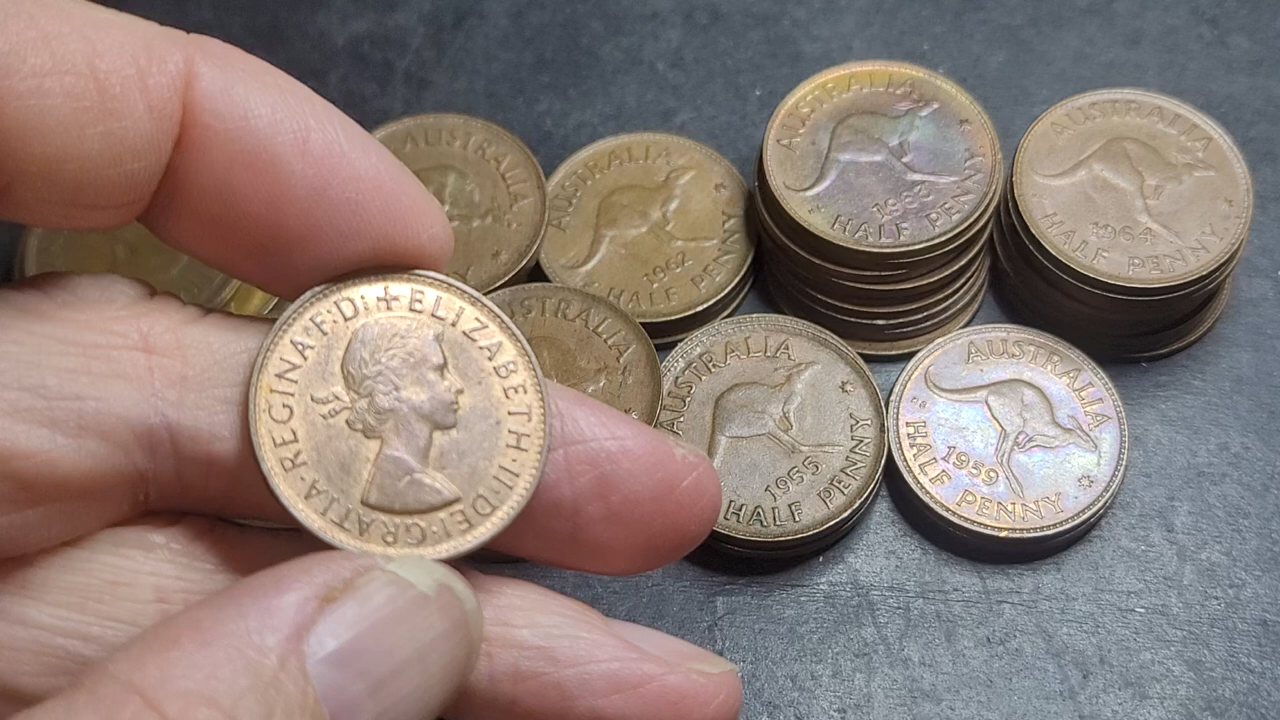 +ELIZABETH·II·DEI·GRATIA·REGINA·F:D:
AUSTRALIA
AUSTRALIA
1962
HALF PENNY
AUSTRALIA
HALF PENNY
AUSTRALIA
1964
HALF PENNY
AUSTRALIA
AUSTRALIA
1955
HALF PENNY
AUSTRALIA
1959
HALF PENNY